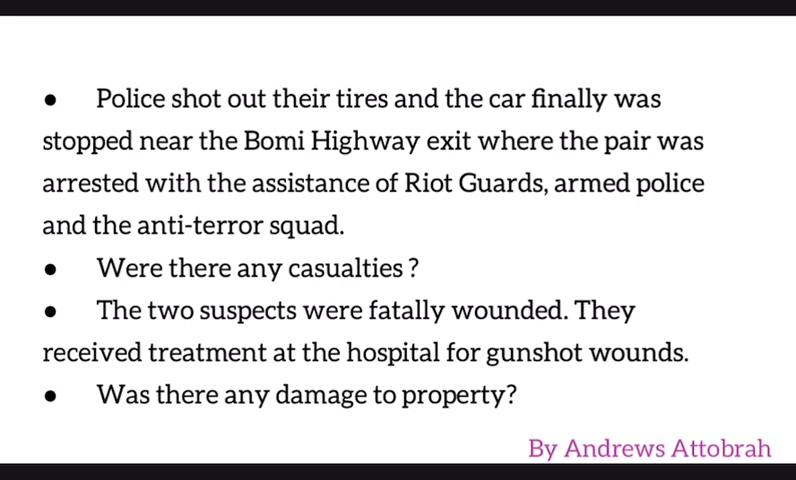 ● Police shot out their tires and the car finally was
stopped near the Bomi Highway exit where the pair was
arrested with the assistance of Riot Guards, armed police
and the anti-terror squad.
● Were there any casualties ?
● The two suspects were fatally wounded. They
received treatment at the hospital for gunshot wounds.
● Was there any damage to property?
By Andrews Attobrah